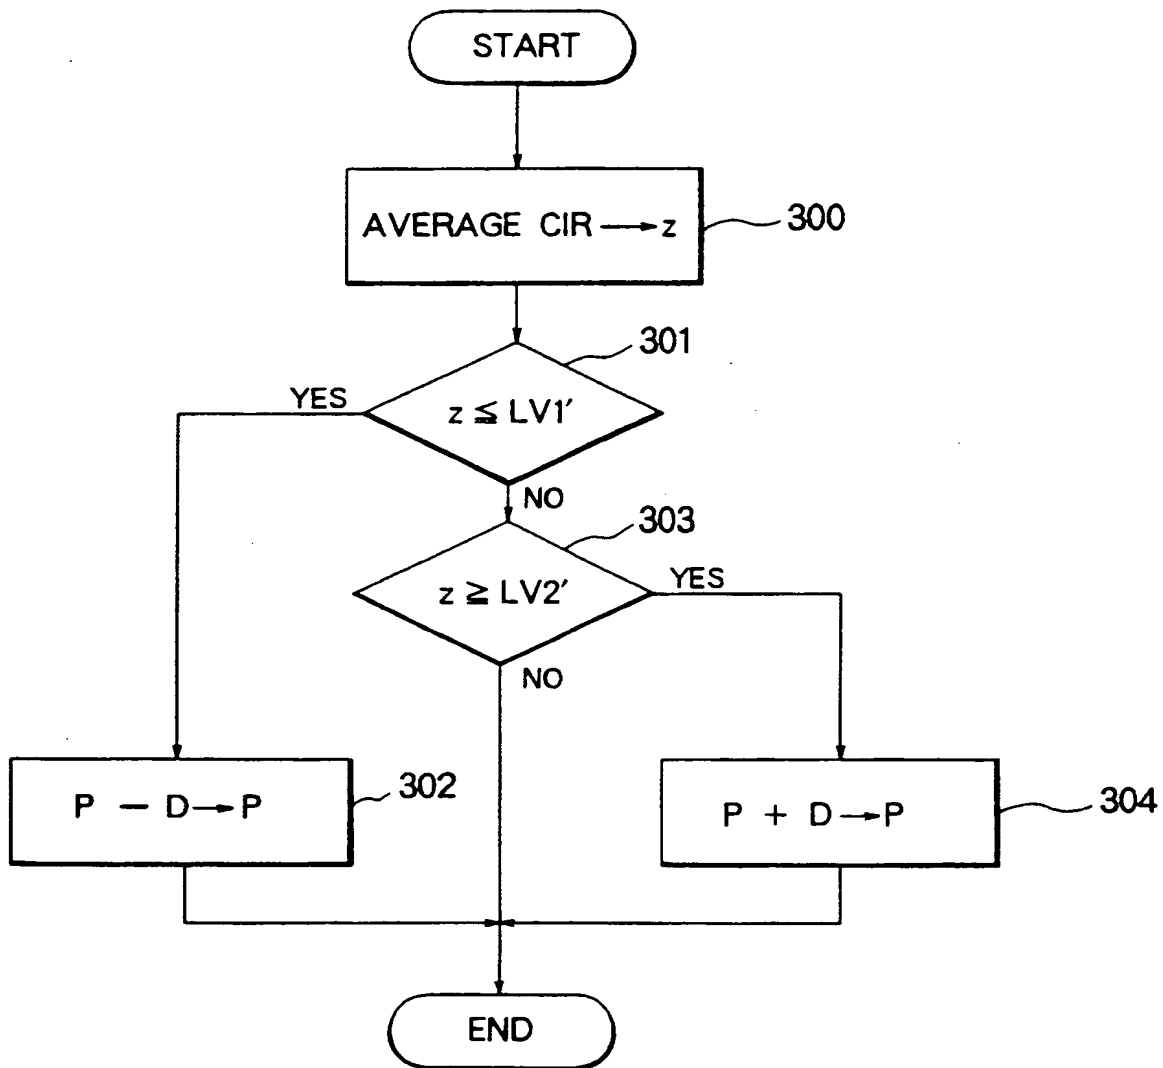 START
AVERAGE CIR → z
300
301
YES
z ≦ LV1′
NO
303
z ≧ LV2′
YES
NO
P − D → P
302
P + D → P
304
END